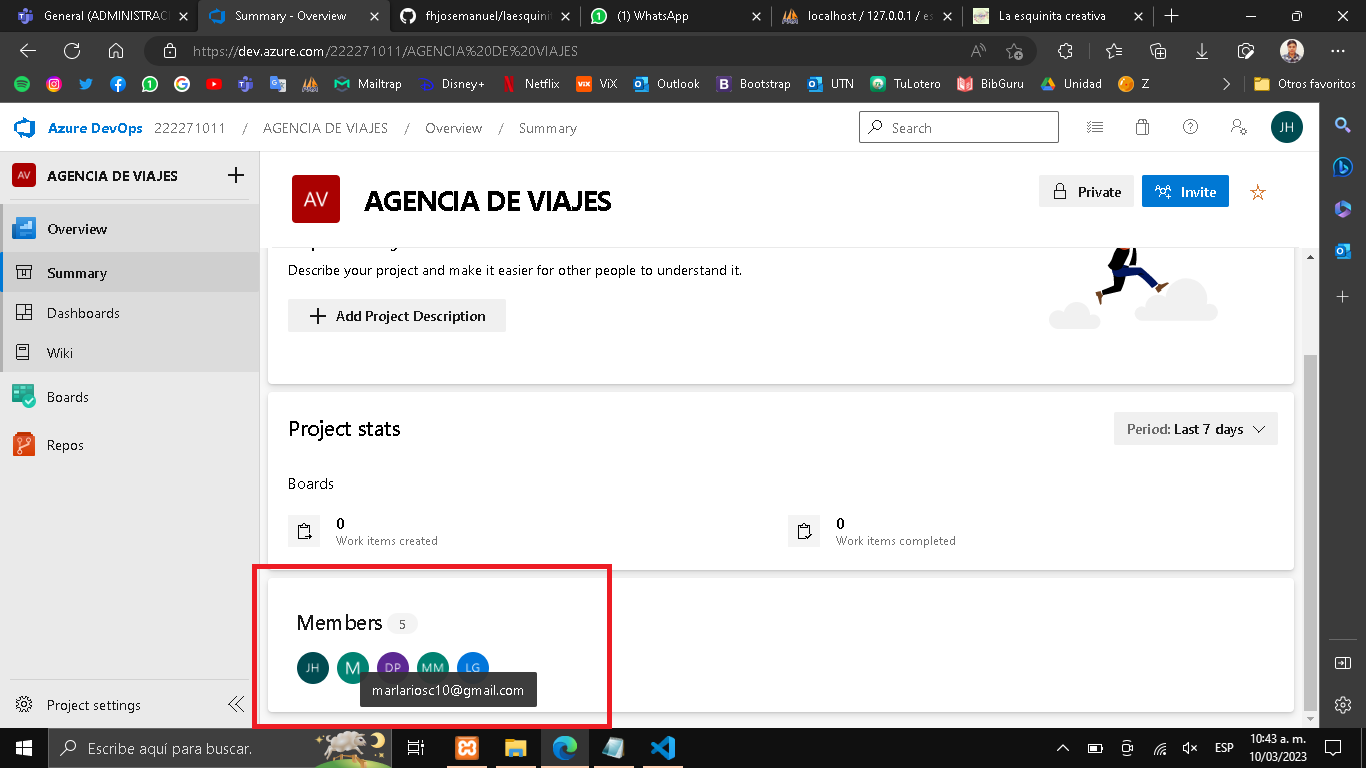 General (ADMINISTRAC
Summary - Overview
fhjosemanuel/laesquinit
(1) WhatsApp
localhost / 127.0.0.1 / es
La esquinita creativa
https://dev.azure.com/222271011/AGENCIA%20DE%20VIAJES
Mailtrap
Disney+
Netflix
ViX
Outlook
Bootstrap
UTN
TuLotero
BibGuru
Unidad
Z
Otros favoritos
Azure DevOps 222271011 / AGENCIA DE VIAJES / Overview / Summary
Search
JH
AV AGENCIA DE VIAJES
Overview
Summary
Dashboards
Wiki
Boards
Repos
Project settings
AV AGENCIA DE VIAJES
Private
Invite
Describe your project and make it easier for other people to understand it.
Add Project Description
Project stats
Period: Last 7 days
Boards
0
Work items created
0
Work items completed
Members 5
JH M DP MM LG
marlariosc10@gmail.com
Escribe aquí para buscar.
ESP
10:43 a. m.
10/03/2023